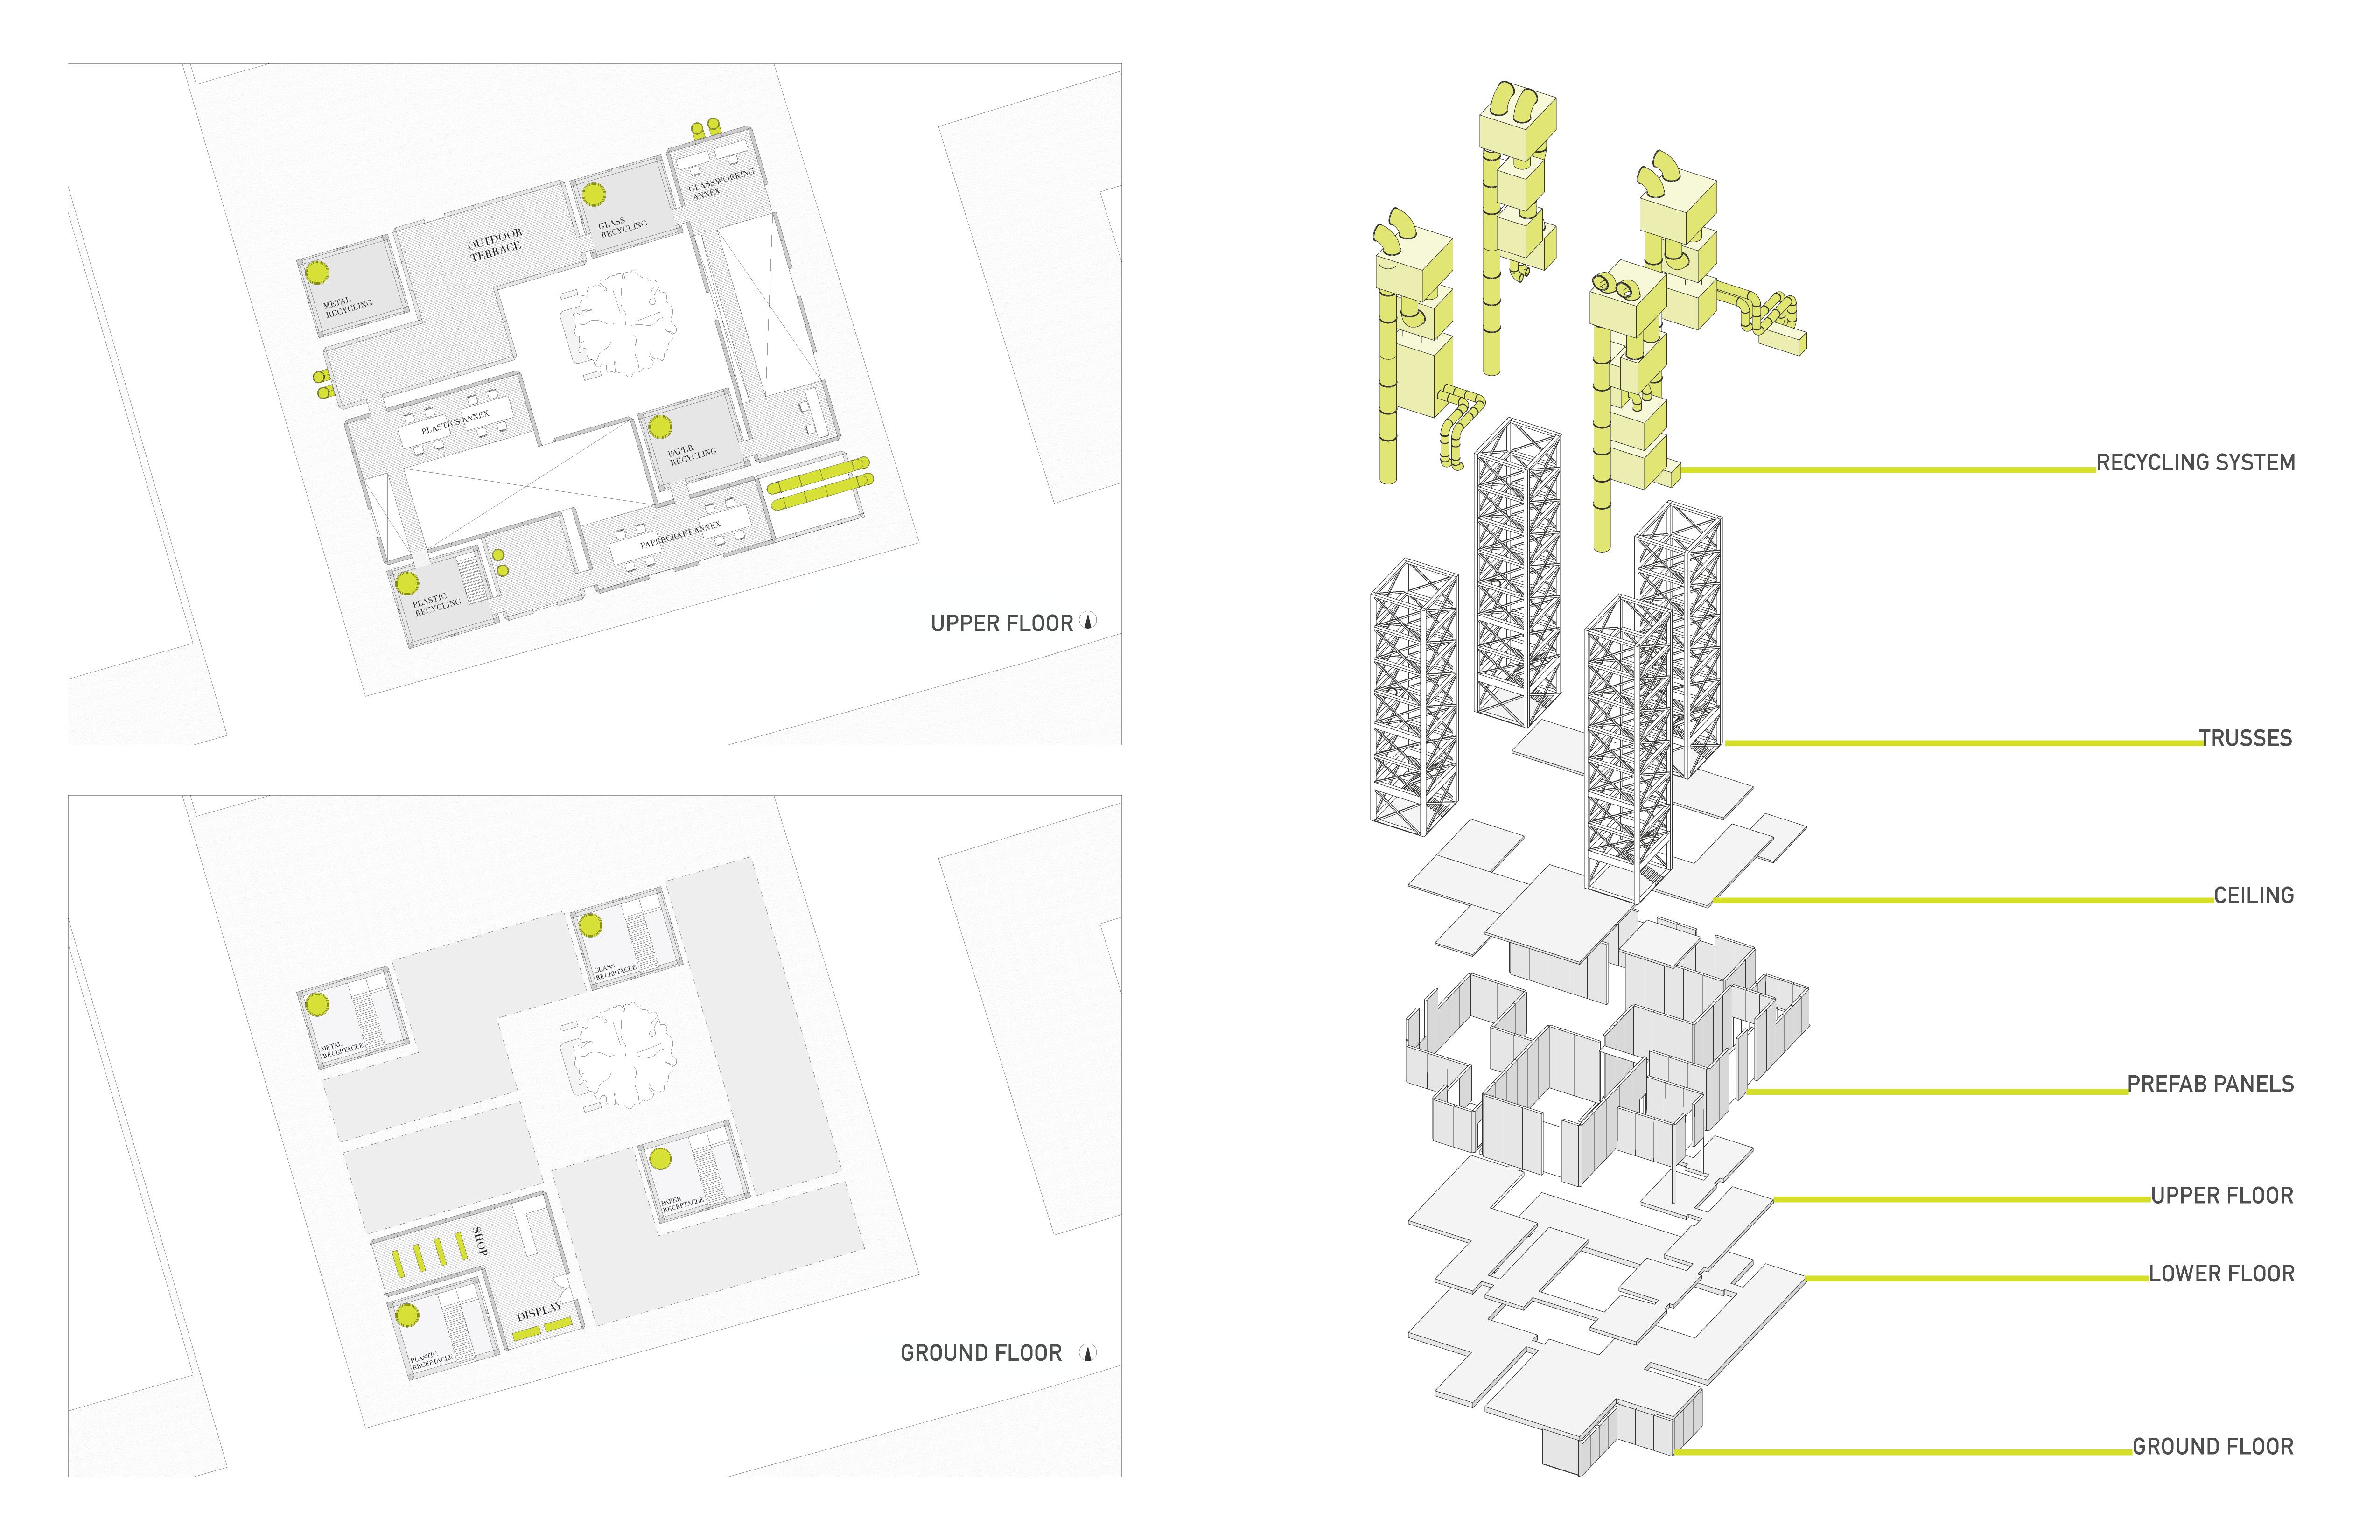 GLASSWORKING
ANNEX
GLASS
RECYCLING
OUTDOOR
TERRACE
METAL
RECYCLING
PLASTICS ANNEX
PAPER
RECYCLING
PAPERCRAFT ANNEX
PLASTIC
RECYCLING
UPPER FLOOR
GLASS
RECEPTACLE
METAL
RECEPTACLE
PAPER
RECEPTACLE
SHOP
DISPLAY
PLASTIC
RECEPTACLE
GROUND FLOOR
RECYCLING SYSTEM
TRUSSES
CEILING
PREFAB PANELS
UPPER FLOOR
LOWER FLOOR
GROUND FLOOR